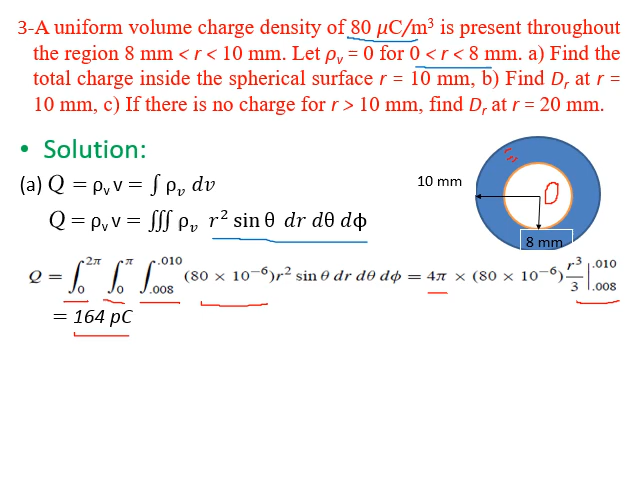 3-A uniform volume charge density of 80 μC/m³ is present throughout
the region 8 mm < r < 10 mm. Let ρᵥ = 0 for 0 < r < 8 mm. a) Find the
total charge inside the spherical surface r = 10 mm, b) Find Dᵣ at r =
10 mm, c) If there is no charge for r > 10 mm, find Dᵣ at r = 20 mm.
• Solution:
(a) Q = ρᵥ v = ∫ ρᵥ dv
10 mm
0
Q = ρᵥ v = ∭ ρᵥ r² sin θ dr dθ dϕ
8 mm
Q = ∫₀^2π ∫₀^π ∫.008^.010 (80 × 10⁻⁶)r² sin θ dr dθ dϕ = 4π × (80 × 10⁻⁶) r³/3 |.008^.010
= 164 pC